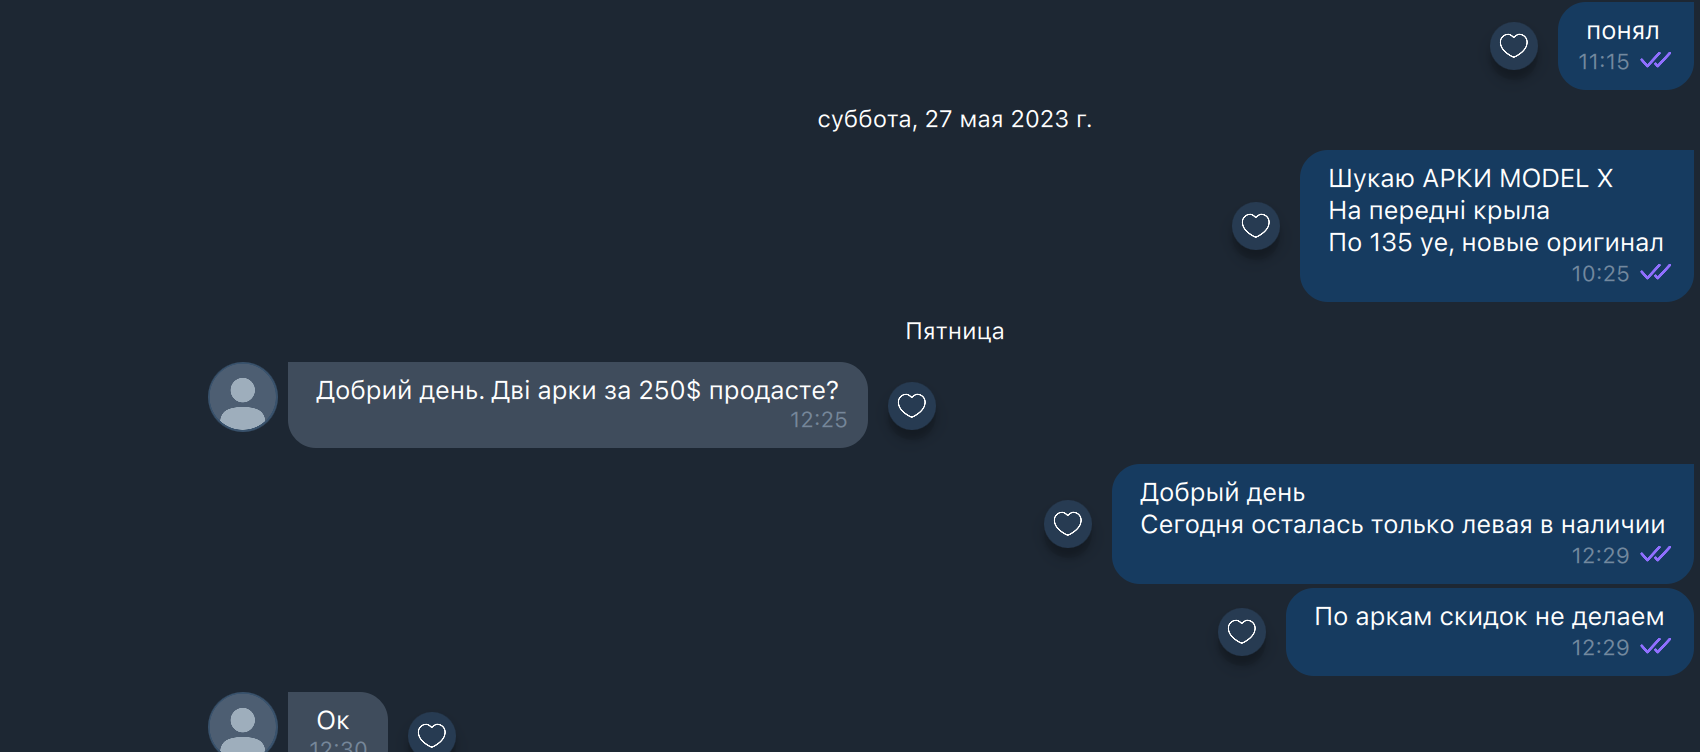 понял
11:15
суббота, 27 мая 2023 г.
Шукаю АРКИ MODEL X
На передні крыла
По 135 уе, новые оригинал
10:25
Пятница
Добрий день. Дві арки за 250$ продасте?
12:25
Добрый день
Сегодня осталась только левая в наличии
12:29
По аркам скидок не делаем
12:29
Ок
12:30